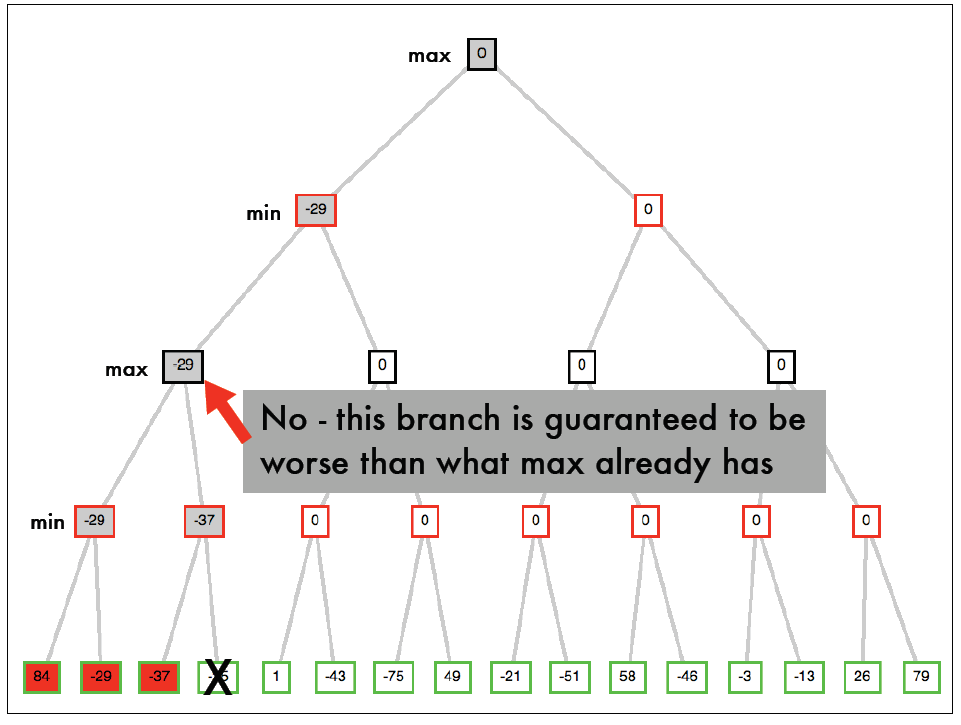 max 0
min -29 0
max -29 0 0 0
No - this branch is guaranteed to be
worse than what max already has
min -29 -37 0 0 0 0 0 0
84 -29 -37 X 1 -43 -75 49 -21 -51 58 -46 -3 -13 26 79